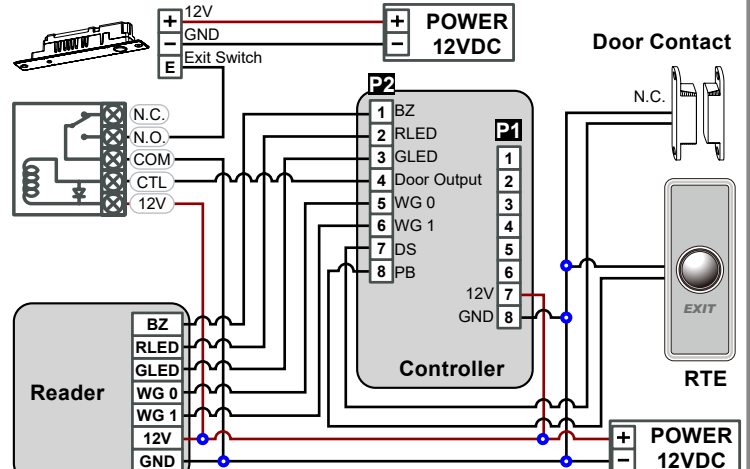 + 12V
− GND
E Exit Switch
+ POWER
− 12VDC
Door Contact
N.C.
N.C.
N.O.
COM
CTL
12V
P2
1 BZ
2 RLED
3 GLED
4 Door Output
5 WG 0
6 WG 1
7 DS
8 PB
P1
1
2
3
4
5
6
12V 7
GND 8
Controller
EXIT
RTE
Reader
BZ
RLED
GLED
WG 0
WG 1
12V
GND
+ POWER
− 12VDC